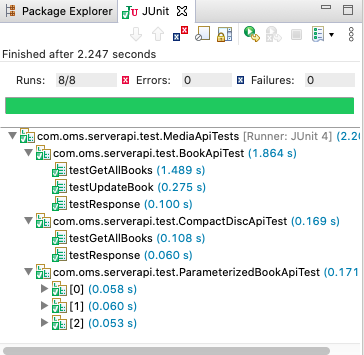 Package Explorer JUnit
Finished after 2.247 seconds
Runs: 8/8 Errors: 0 Failures: 0
com.oms.serverapi.test.MediaApiTests [Runner: JUnit 4] (2.20
com.oms.serverapi.test.BookApiTest (1.864 s)
testGetAllBooks (1.489 s)
testUpdateBook (0.275 s)
testResponse (0.100 s)
com.oms.serverapi.test.CompactDiscApiTest (0.169 s)
testGetAllBooks (0.108 s)
testResponse (0.060 s)
com.oms.serverapi.test.ParameterizedBookApiTest (0.171
[0] (0.058 s)
[1] (0.060 s)
[2] (0.053 s)